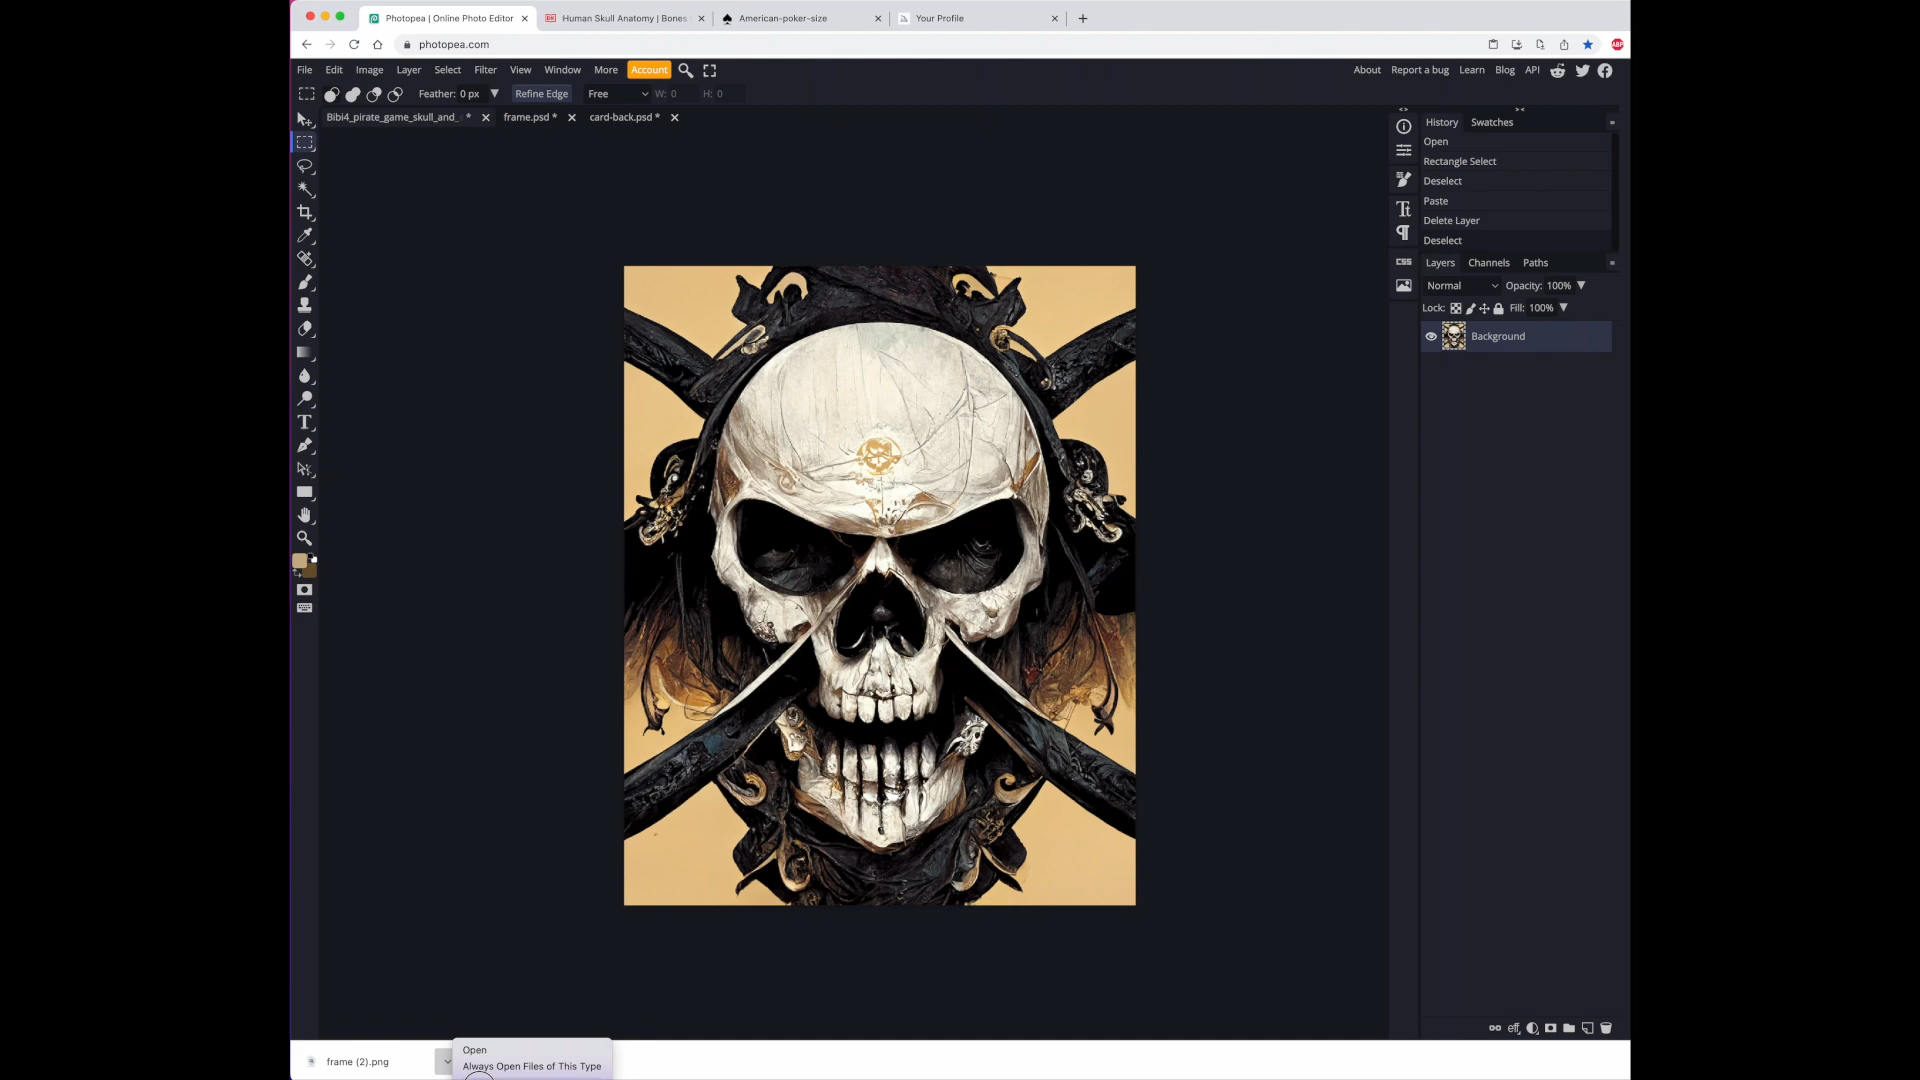 Photopea | Online Photo Editor
Human Skull Anatomy | Bones
American-poker-size
Your Profile
photopea.com
ABP
File Edit Image Layer Select Filter View Window More Account
About Report a bug Learn Blog API
Feather: 0 px Refine Edge Free W: 0 H: 0
Bibi4_pirate_game_skull_and_ * frame.psd * card-back.psd *
History Swatches
Open
Rectangle Select
Deselect
Paste
Delete Layer
Deselect
CSS
Layers Channels Paths
Normal Opacity: 100%
Lock: Fill: 100%
Background
eff
frame (2).png
Open
Always Open Files of This Type